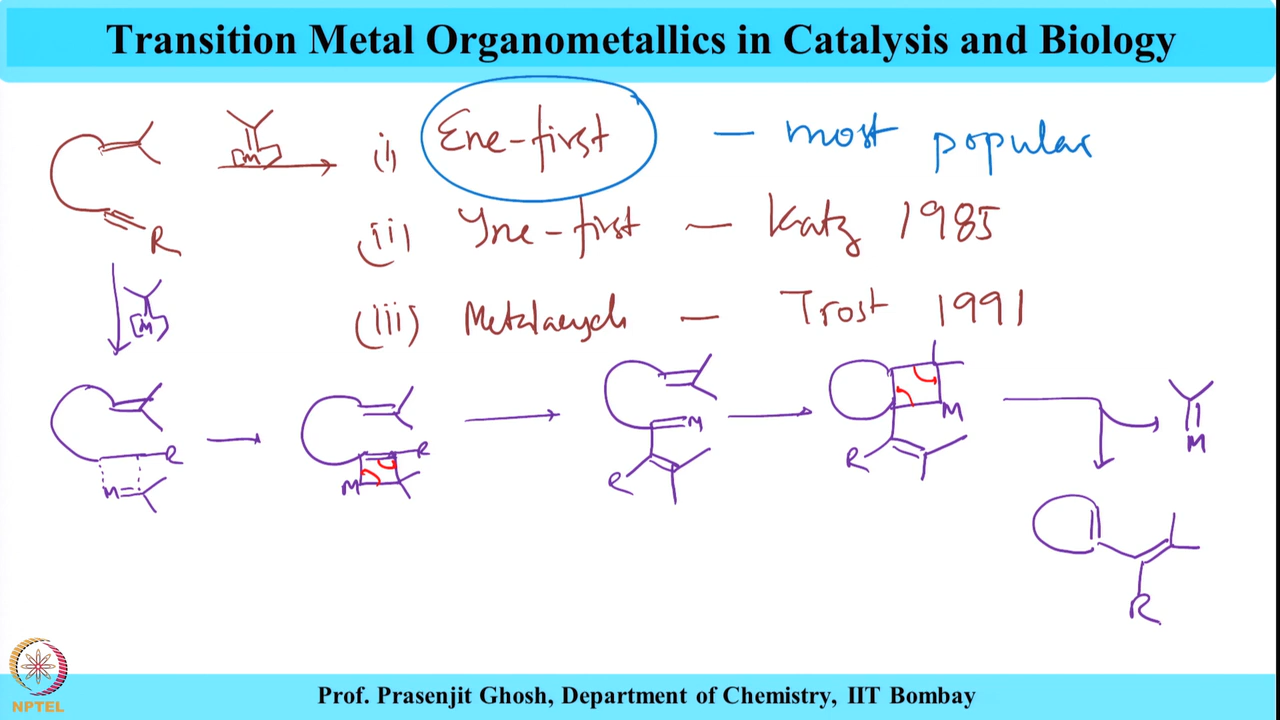 Transition Metal Organometallics in Catalysis and Biology
[M]
(i) Ene-first — most popular
R
(ii) Yne-first — Katz 1985
[M]
(iii) — Trost 1991
R
M
R
M
M
R
M
R
M
R
Prof. Prasenjit Ghosh, Department of Chemistry, IIT Bombay
NPTEL